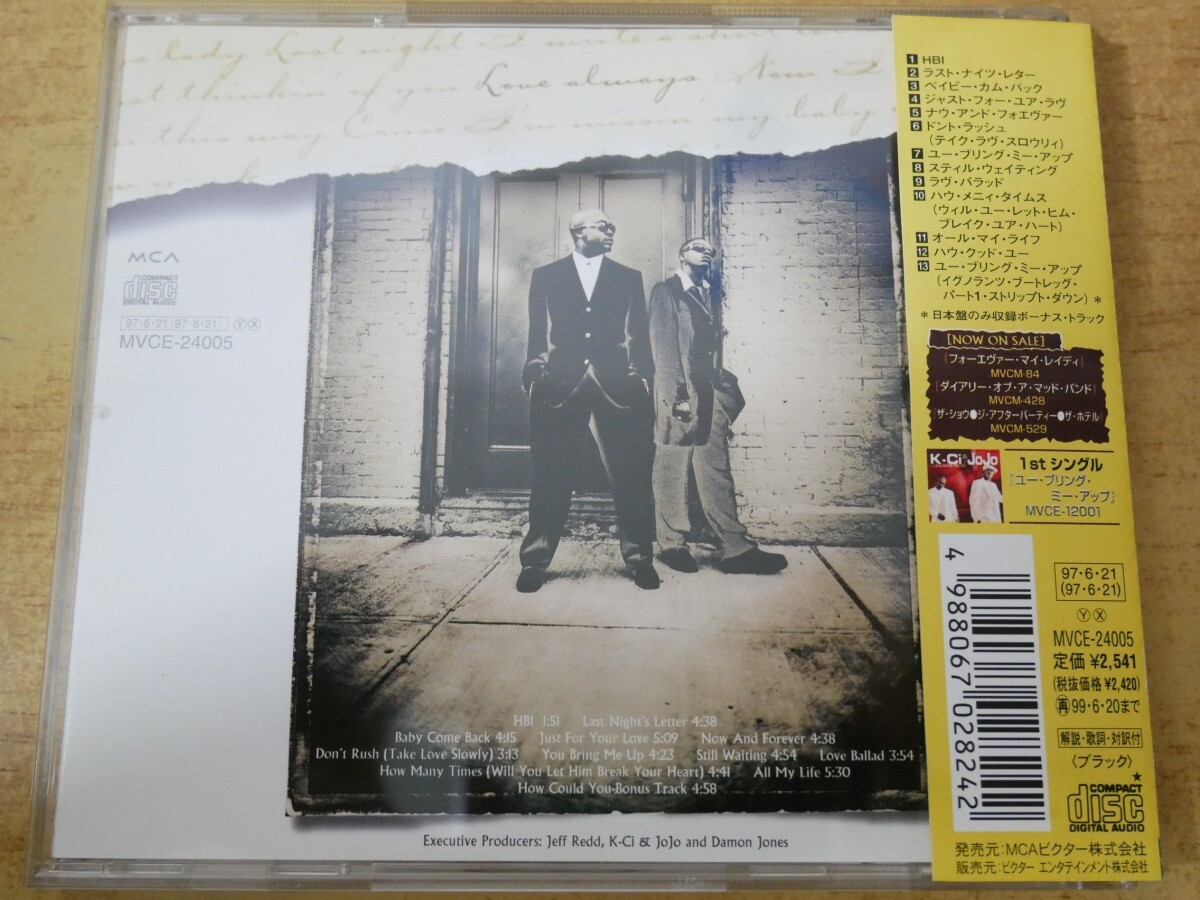 lady Last night I write a
thinkin' of you Love always Now I
this way Cause I'm missin my baby
MCA
COMPACT
disc
DIGITAL AUDIO
97・6・21(97・6・21) Ⓨ Ⓧ
MVCE-24005
HBI 1:51 Last Night's Letter 4:38
Baby Come Back 4:15 Just For Your Love 5:09 Now And Forever 4:38
Don't Rush (Take Love Slowly) 3:13 You Bring Me Up 4:23 Still Waiting 4:54 Love Ballad 3:54
How Many Times (Will You Let Him Break Your Heart) 4:41 All My Life 5:30
How Could You-Bonus Track 4:58
Executive Producers: Jeff Redd, K-Ci & JoJo and Damon Jones
1 HBI
2 ラスト・ナイツ・レター
3 ベイビー・カム・バック
4 ジャスト・フォー・ユア・ラヴ
5 ナウ・アンド・フォエヴァー
6 ドント・ラッシュ
(テイク・ラヴ・スロウリィ)
7 ユー・ブリング・ミー・アップ
8 スティル・ウェイティング
9 ラヴ・バラッド
10 ハウ・メニィ・タイムス
(ウィル・ユー・レット・ヒム・
ブレイク・ユア・ハート)
11 オール・マイ・ライフ
12 ハウ・クッド・ユー
13 ユー・ブリング・ミー・アップ
(イグノランツ・ブートレッグ・
パート1・ストリップト・ダウン) *
*日本盤のみ収録ボーナス・トラック
[NOW ON SALE]
『フォーエヴァー・マイ・レイディ』
MVCM-84
『ダイアリー・オブ・ア・マッド・バンド』
MVCM-428
『ザ・ショウ●ジ・アフターパーティー●ザ・ホテル』
MVCM-529
K-Ci & JoJo
1stシングル
『ユー・ブリング・
ミー・アップ』
MVCE-12001
4 988067 028242
97・6・21
(97・6・21)
Ⓨ Ⓧ
MVCE-24005
定価 ¥2,541
(税抜価格 ¥2,420)
再 99・6・20まで
解説・歌詞・対訳付
〈ブラック〉
★
COMPACT
disc
DIGITAL AUDIO
発売元:MCAビクター株式会社
販売元:ビクター エンタテインメント株式会社